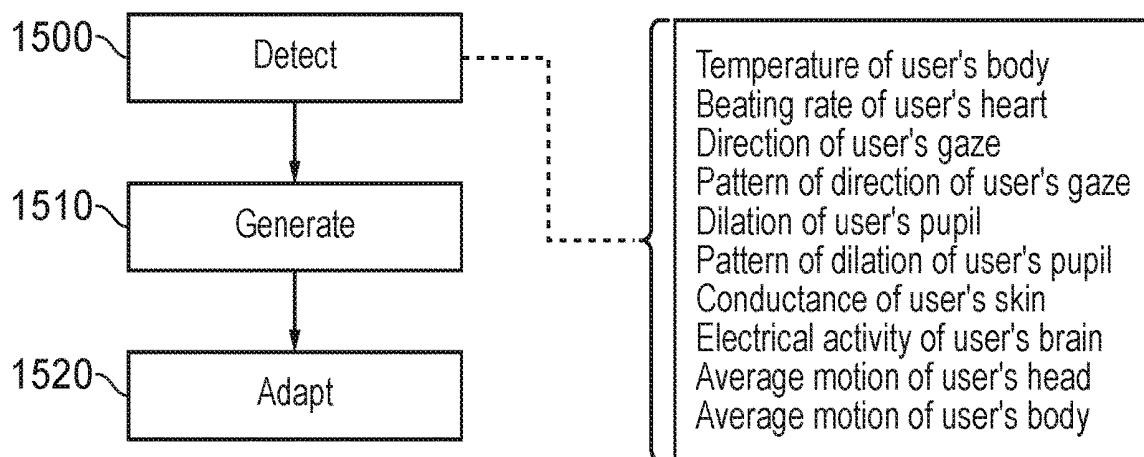 1500
Detect
1510
Generate
1520
Adapt
Temperature of user's body
Beating rate of user's heart
Direction of user's gaze
Pattern of direction of user's gaze
Dilation of user's pupil
Pattern of dilation of user's pupil
Conductance of user's skin
Electrical activity of user's brain
Average motion of user's head
Average motion of user's body